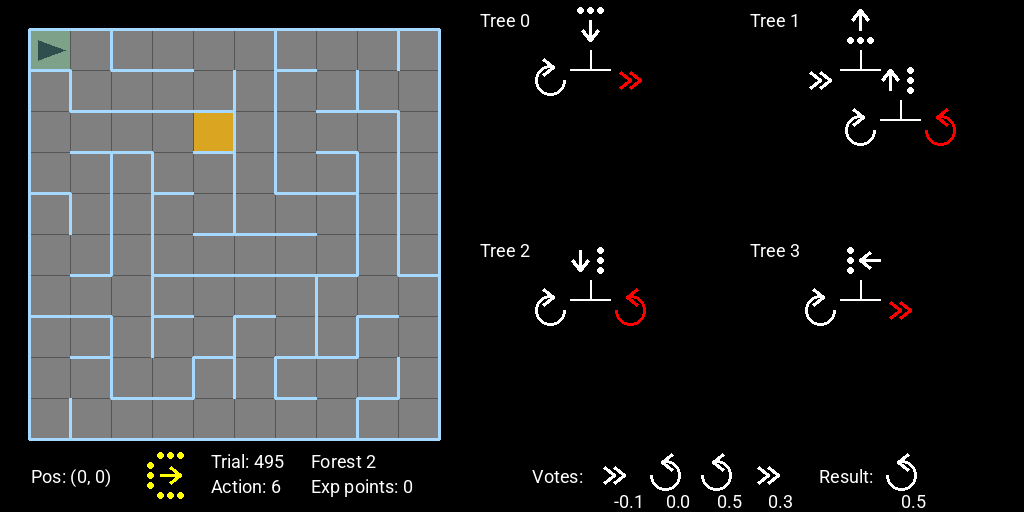 Tree 0
Tree 1
Tree 2
Tree 3
Pos: (0, 0)
Trial: 495
Forest 2
Action: 6
Exp points: 0
Votes:
-0.1
0.0
0.5
0.3
Result:
0.5